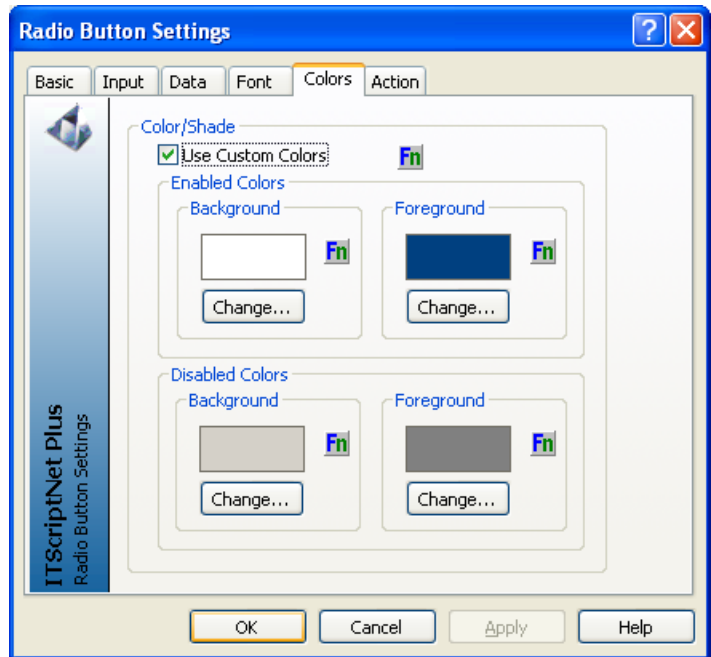 Radio Button Settings
Basic Input Data Font Colors Action
Color/Shade
Use Custom Colors Fn
Enabled Colors
Background Foreground
Fn Fn
Change... Change...
Disabled Colors
Background Foreground
Fn Fn
Change... Change...
ITScriptNet Plus
Radio Button Settings
OK Cancel Apply Help